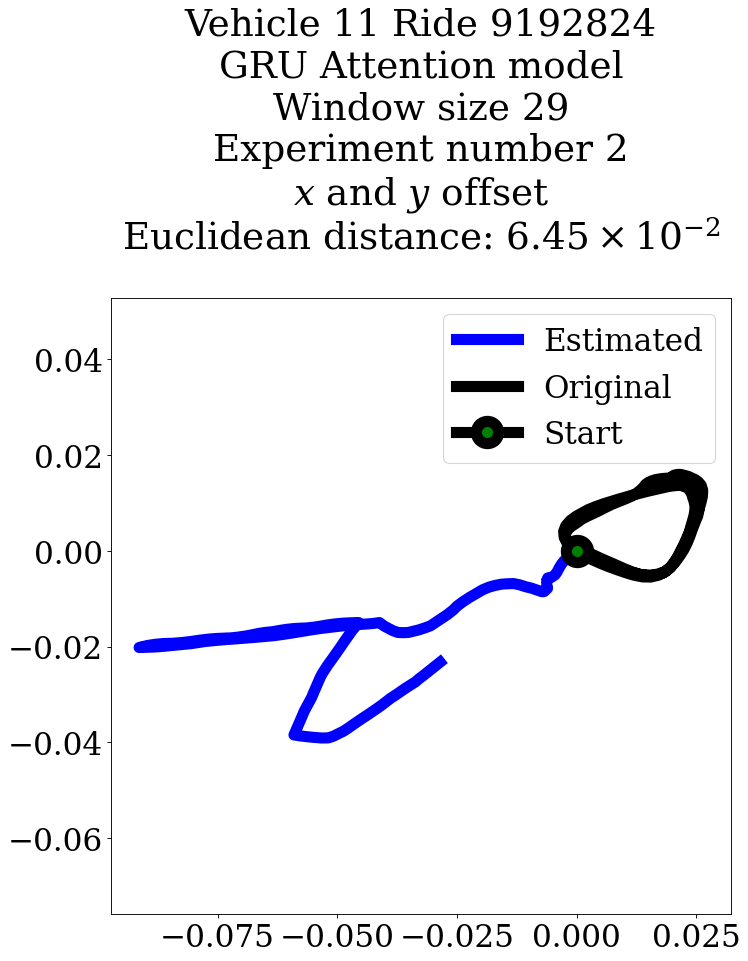 Vehicle 11 Ride 9192824
GRU Attention model
Window size 29
Experiment number 2
x and y offset
Euclidean distance: 6.45 × 10⁻²
Estimated
Original
Start
0.04
0.02
0.00
−0.02
−0.04
−0.06
−0.075 −0.050 −0.025 0.000 0.025